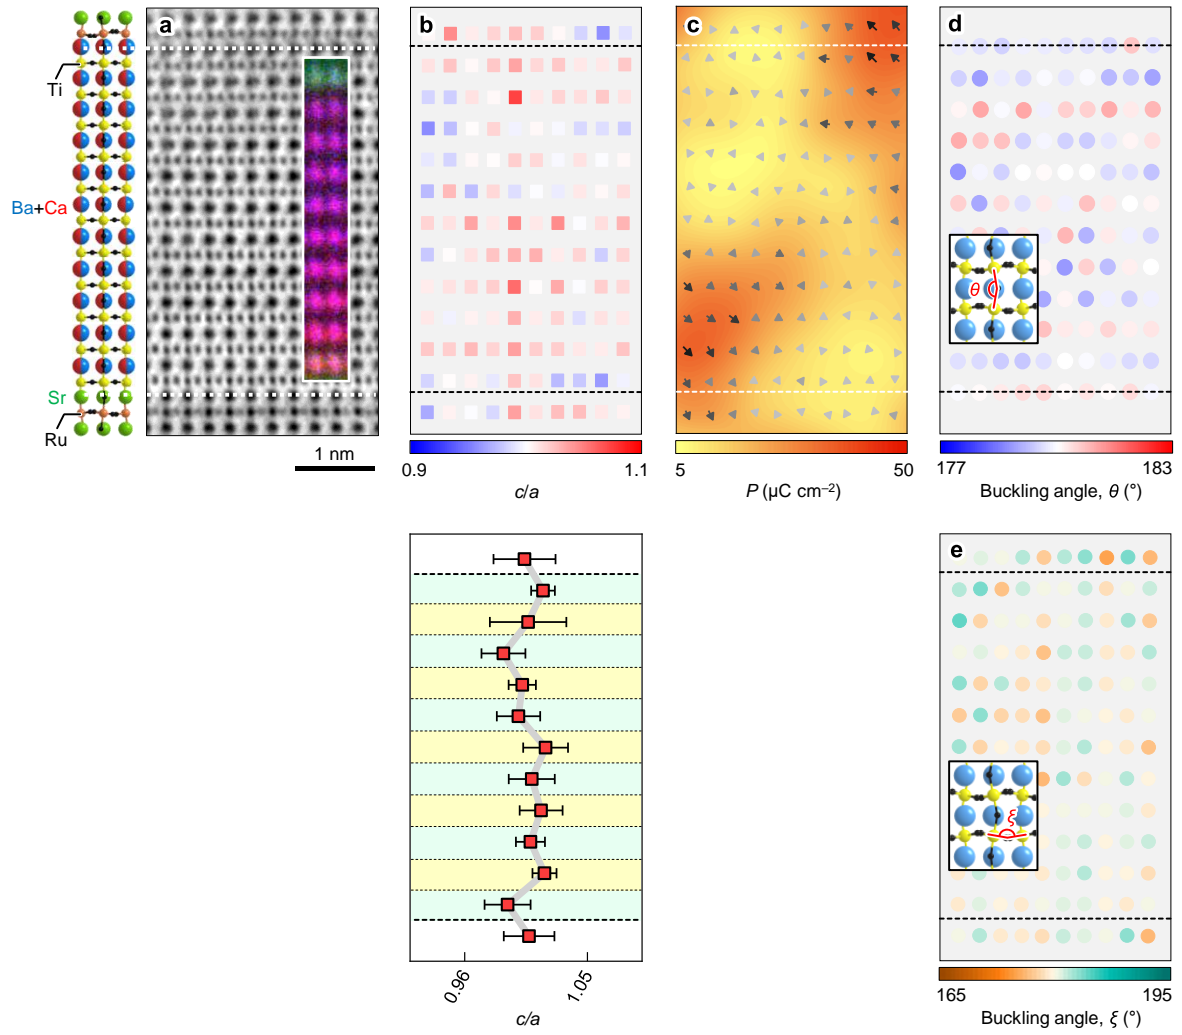 a
b
c
d
Ti
Ba+Ca
Sr
Ru
θ
1 nm
0.9
1.1
c/a
5
50
P (µC cm⁻²)
177
183
Buckling angle, θ (°)
e
ξ
0.96
1.05
c/a
165
195
Buckling angle, ξ (°)